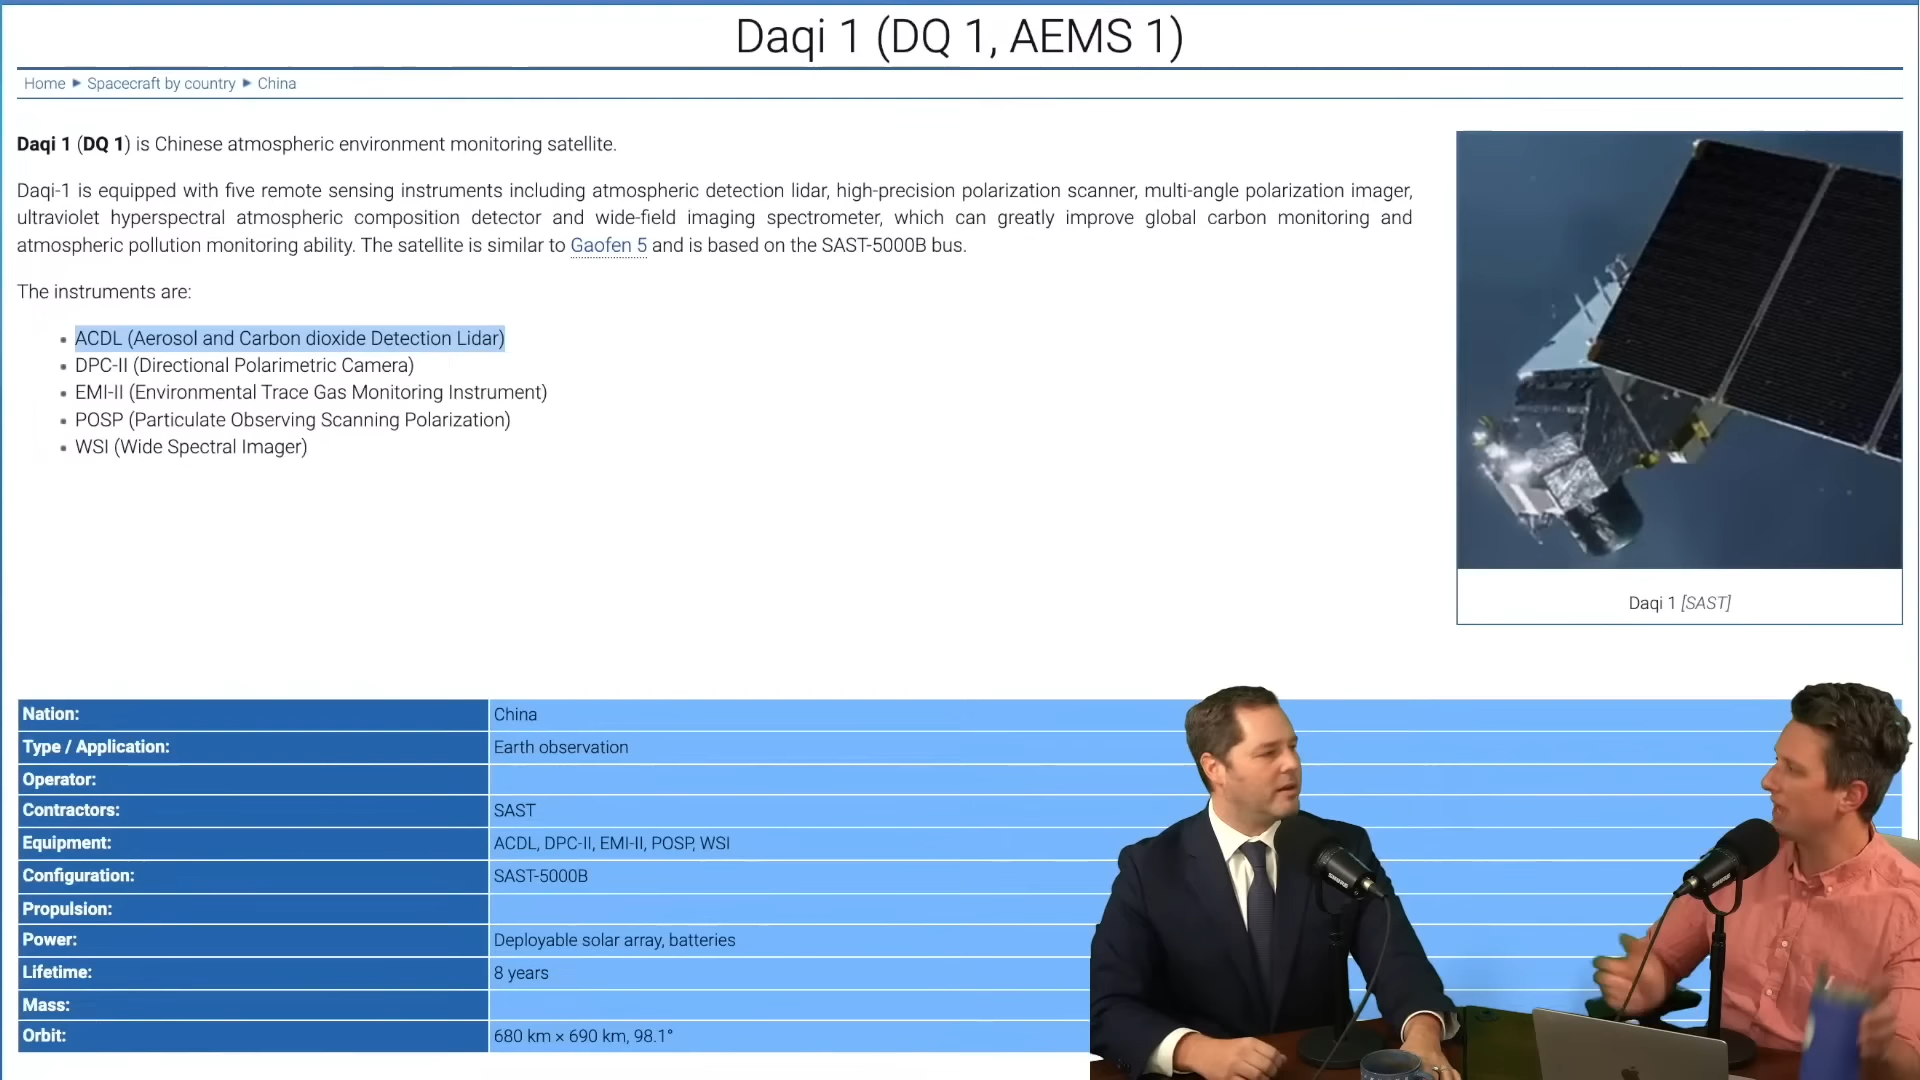 Daqi 1 (DQ 1, AEMS 1)
Home ► Spacecraft by country ► China
Daqi 1 (DQ 1) is Chinese atmospheric environment monitoring satellite.
Daqi-1 is equipped with five remote sensing instruments including atmospheric detection lidar, high-precision polarization scanner, multi-angle polarization imager,
ultraviolet hyperspectral atmospheric composition detector and wide-field imaging spectrometer, which can greatly improve global carbon monitoring and
atmospheric pollution monitoring ability. The satellite is similar to Gaofen 5 and is based on the SAST-5000B bus.
The instruments are:
ACDL (Aerosol and Carbon dioxide Detection Lidar)
DPC-II (Directional Polarimetric Camera)
EMI-II (Environmental Trace Gas Monitoring Instrument)
POSP (Particulate Observing Scanning Polarization)
WSI (Wide Spectral Imager)
Daqi 1 [SAST]
Nation: China
Type / Application: Earth observation
Operator:
Contractors: SAST
Equipment: ACDL, DPC-II, EMI-II, POSP, WSI
Configuration: SAST-5000B
Propulsion:
Power: Deployable solar array, batteries
Lifetime: 8 years
Mass:
Orbit: 680 km × 690 km, 98.1°
SHURE
SHURE